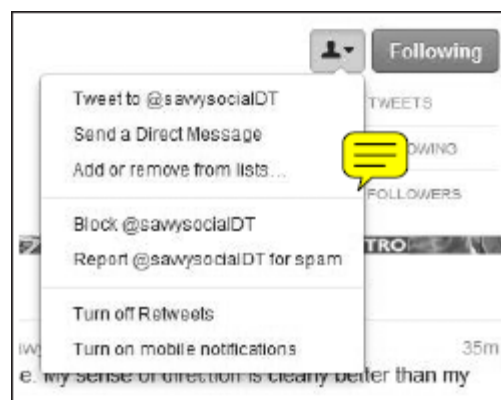 Following
Tweet to @savvysocialDT
TWEETS
Send a Direct Message
Add or remove from lists...
FOLLOWERS
Block @savvysocialDT
TRO
Report @savvysocialDT for spam
Turn off Retweets
Turn on mobile notifications
35m
e. My sense of direction is clearly better than my